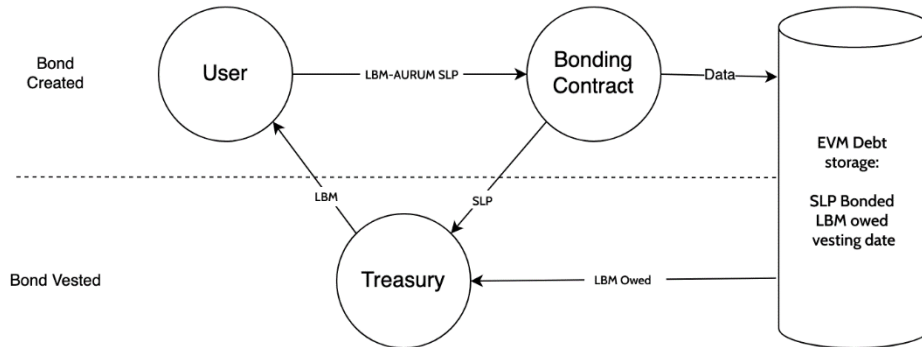 Bond
Created
User
LBM-AURUM SLP
Bonding
Contract
Data
EVM Debt
storage:
SLP Bonded
LBM owed
vesting date
LBM
SLP
Bond Vested
Treasury
LBM Owed